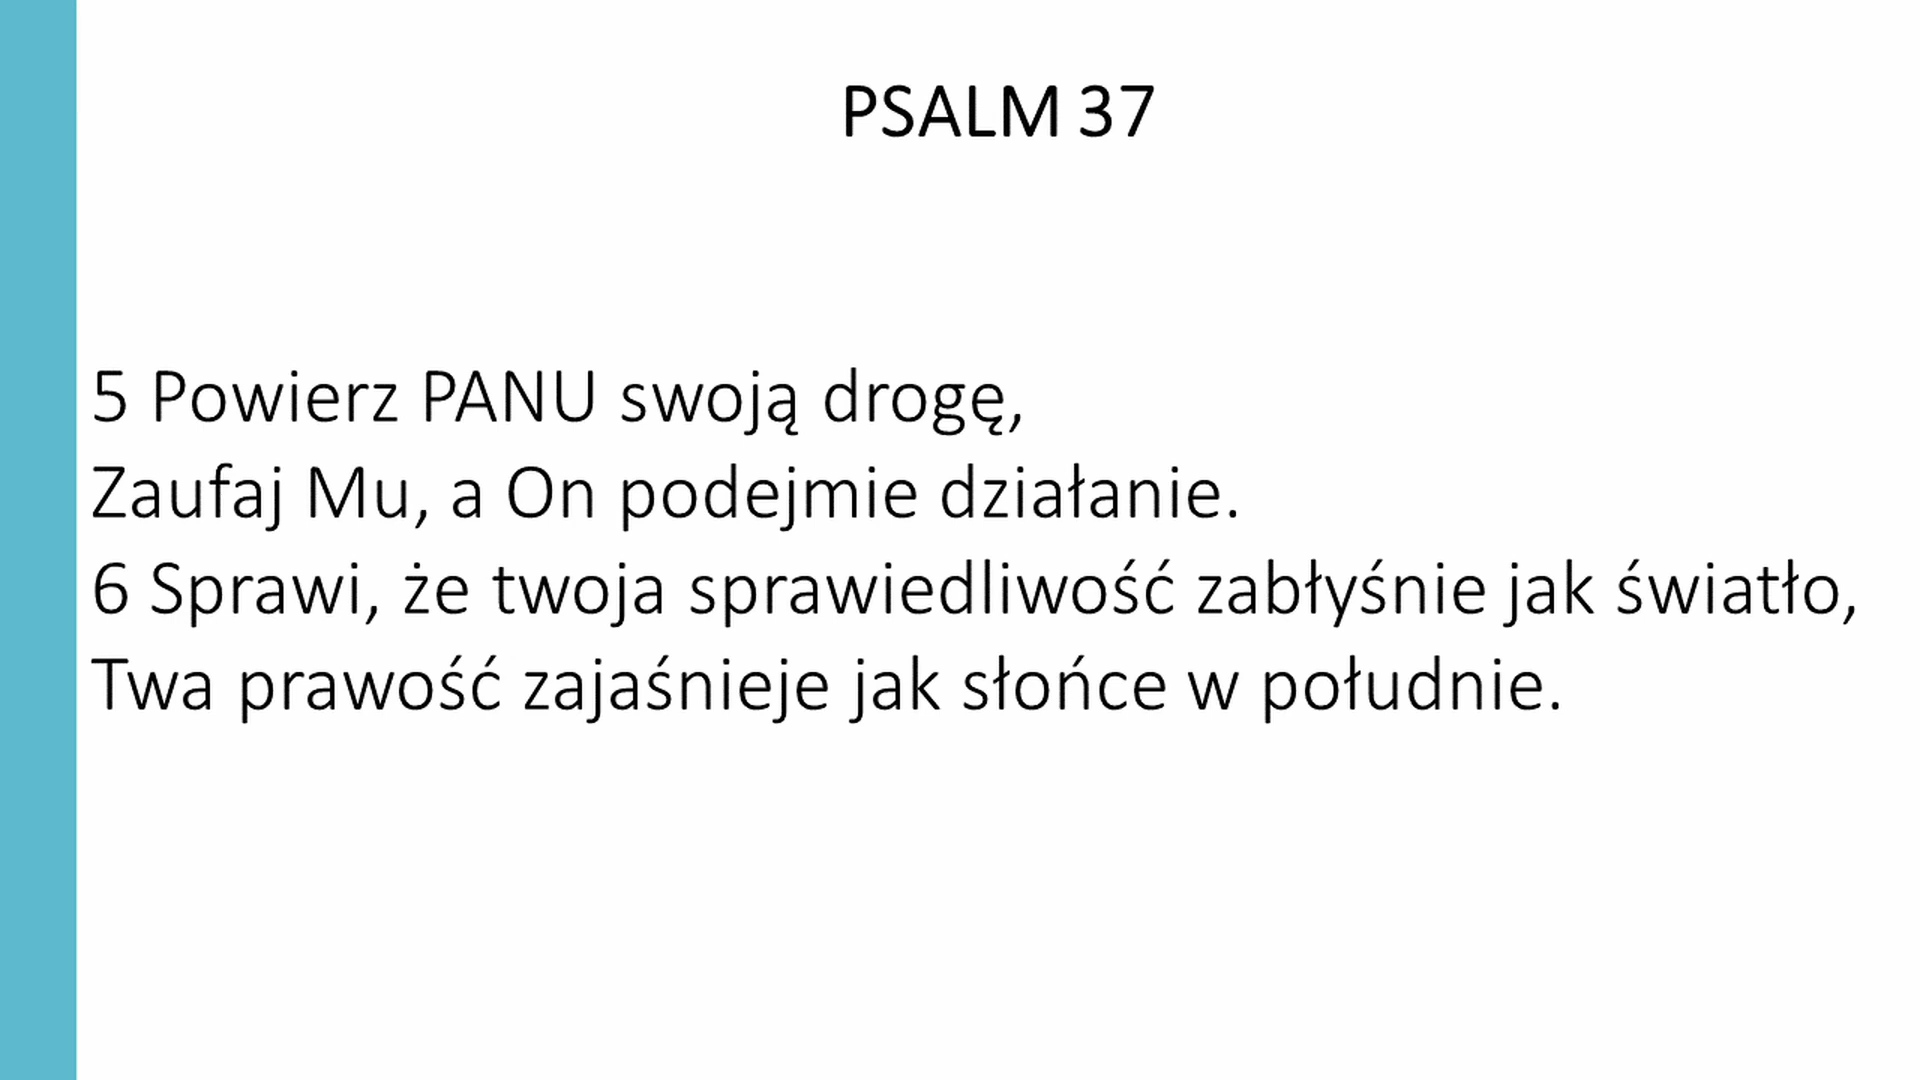 PSALM 37
5 Powierz PANU swoją drogę,
Zaufaj Mu, a On podejmie działanie.
6 Sprawi, że twoja sprawiedliwość zabłyśnie jak światło,
Twa prawość zajaśnieje jak słońce w południe.